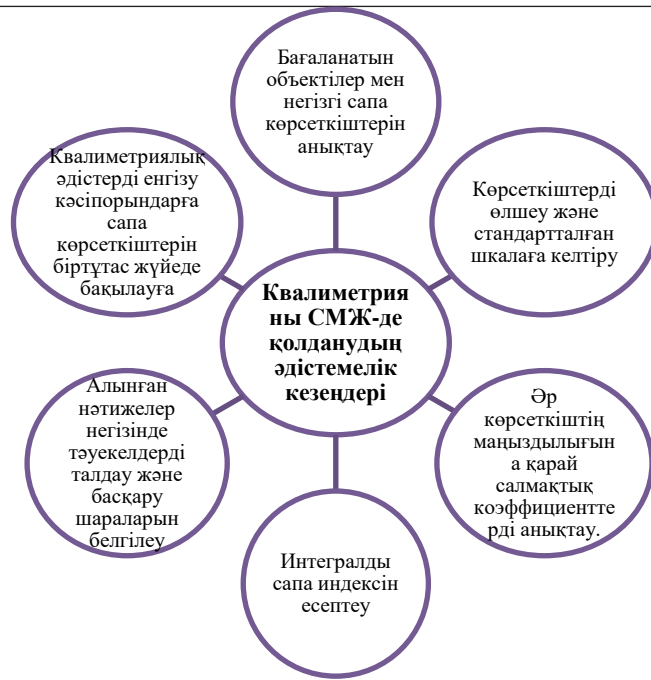 Бағаланатын
объектілер мен
негізгі сапа
көрсеткіштерін
анықтау
Көрсеткіштерді
өлшеу және
стандартталған
шкалаға келтіру
Әр
көрсеткіштің
маңыздылығын
а қарай
салмақтық
коэффициентте
рді анықтау.
Интегралды
сапа индексін
есептеу
Алынған
нәтижелер
негізінде
тәуекелдерді
талдау және
басқару
шараларын
белгілеу
Квалиметриялық
әдістерді енгізу
кәсіпорындарға
сапа
көрсеткіштерін
біртұтас жүйеде
бақылауға
Квалиметрия
ны СМЖ-де
қолданудың
әдістемелік
кезеңдері